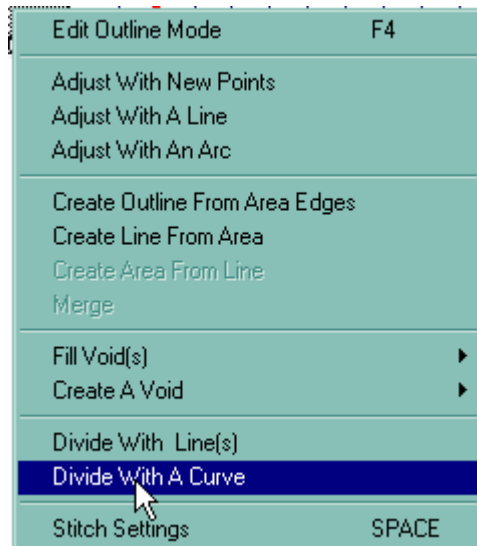 Edit Outline Mode F4
Adjust With New Points
Adjust With A Line
Adjust With An Arc
Create Outline From Area Edges
Create Line From Area
Create Area From Line
Merge
Fill Void(s)
Create A Void
Divide With Line(s)
Divide With A Curve
Stitch Settings SPACE